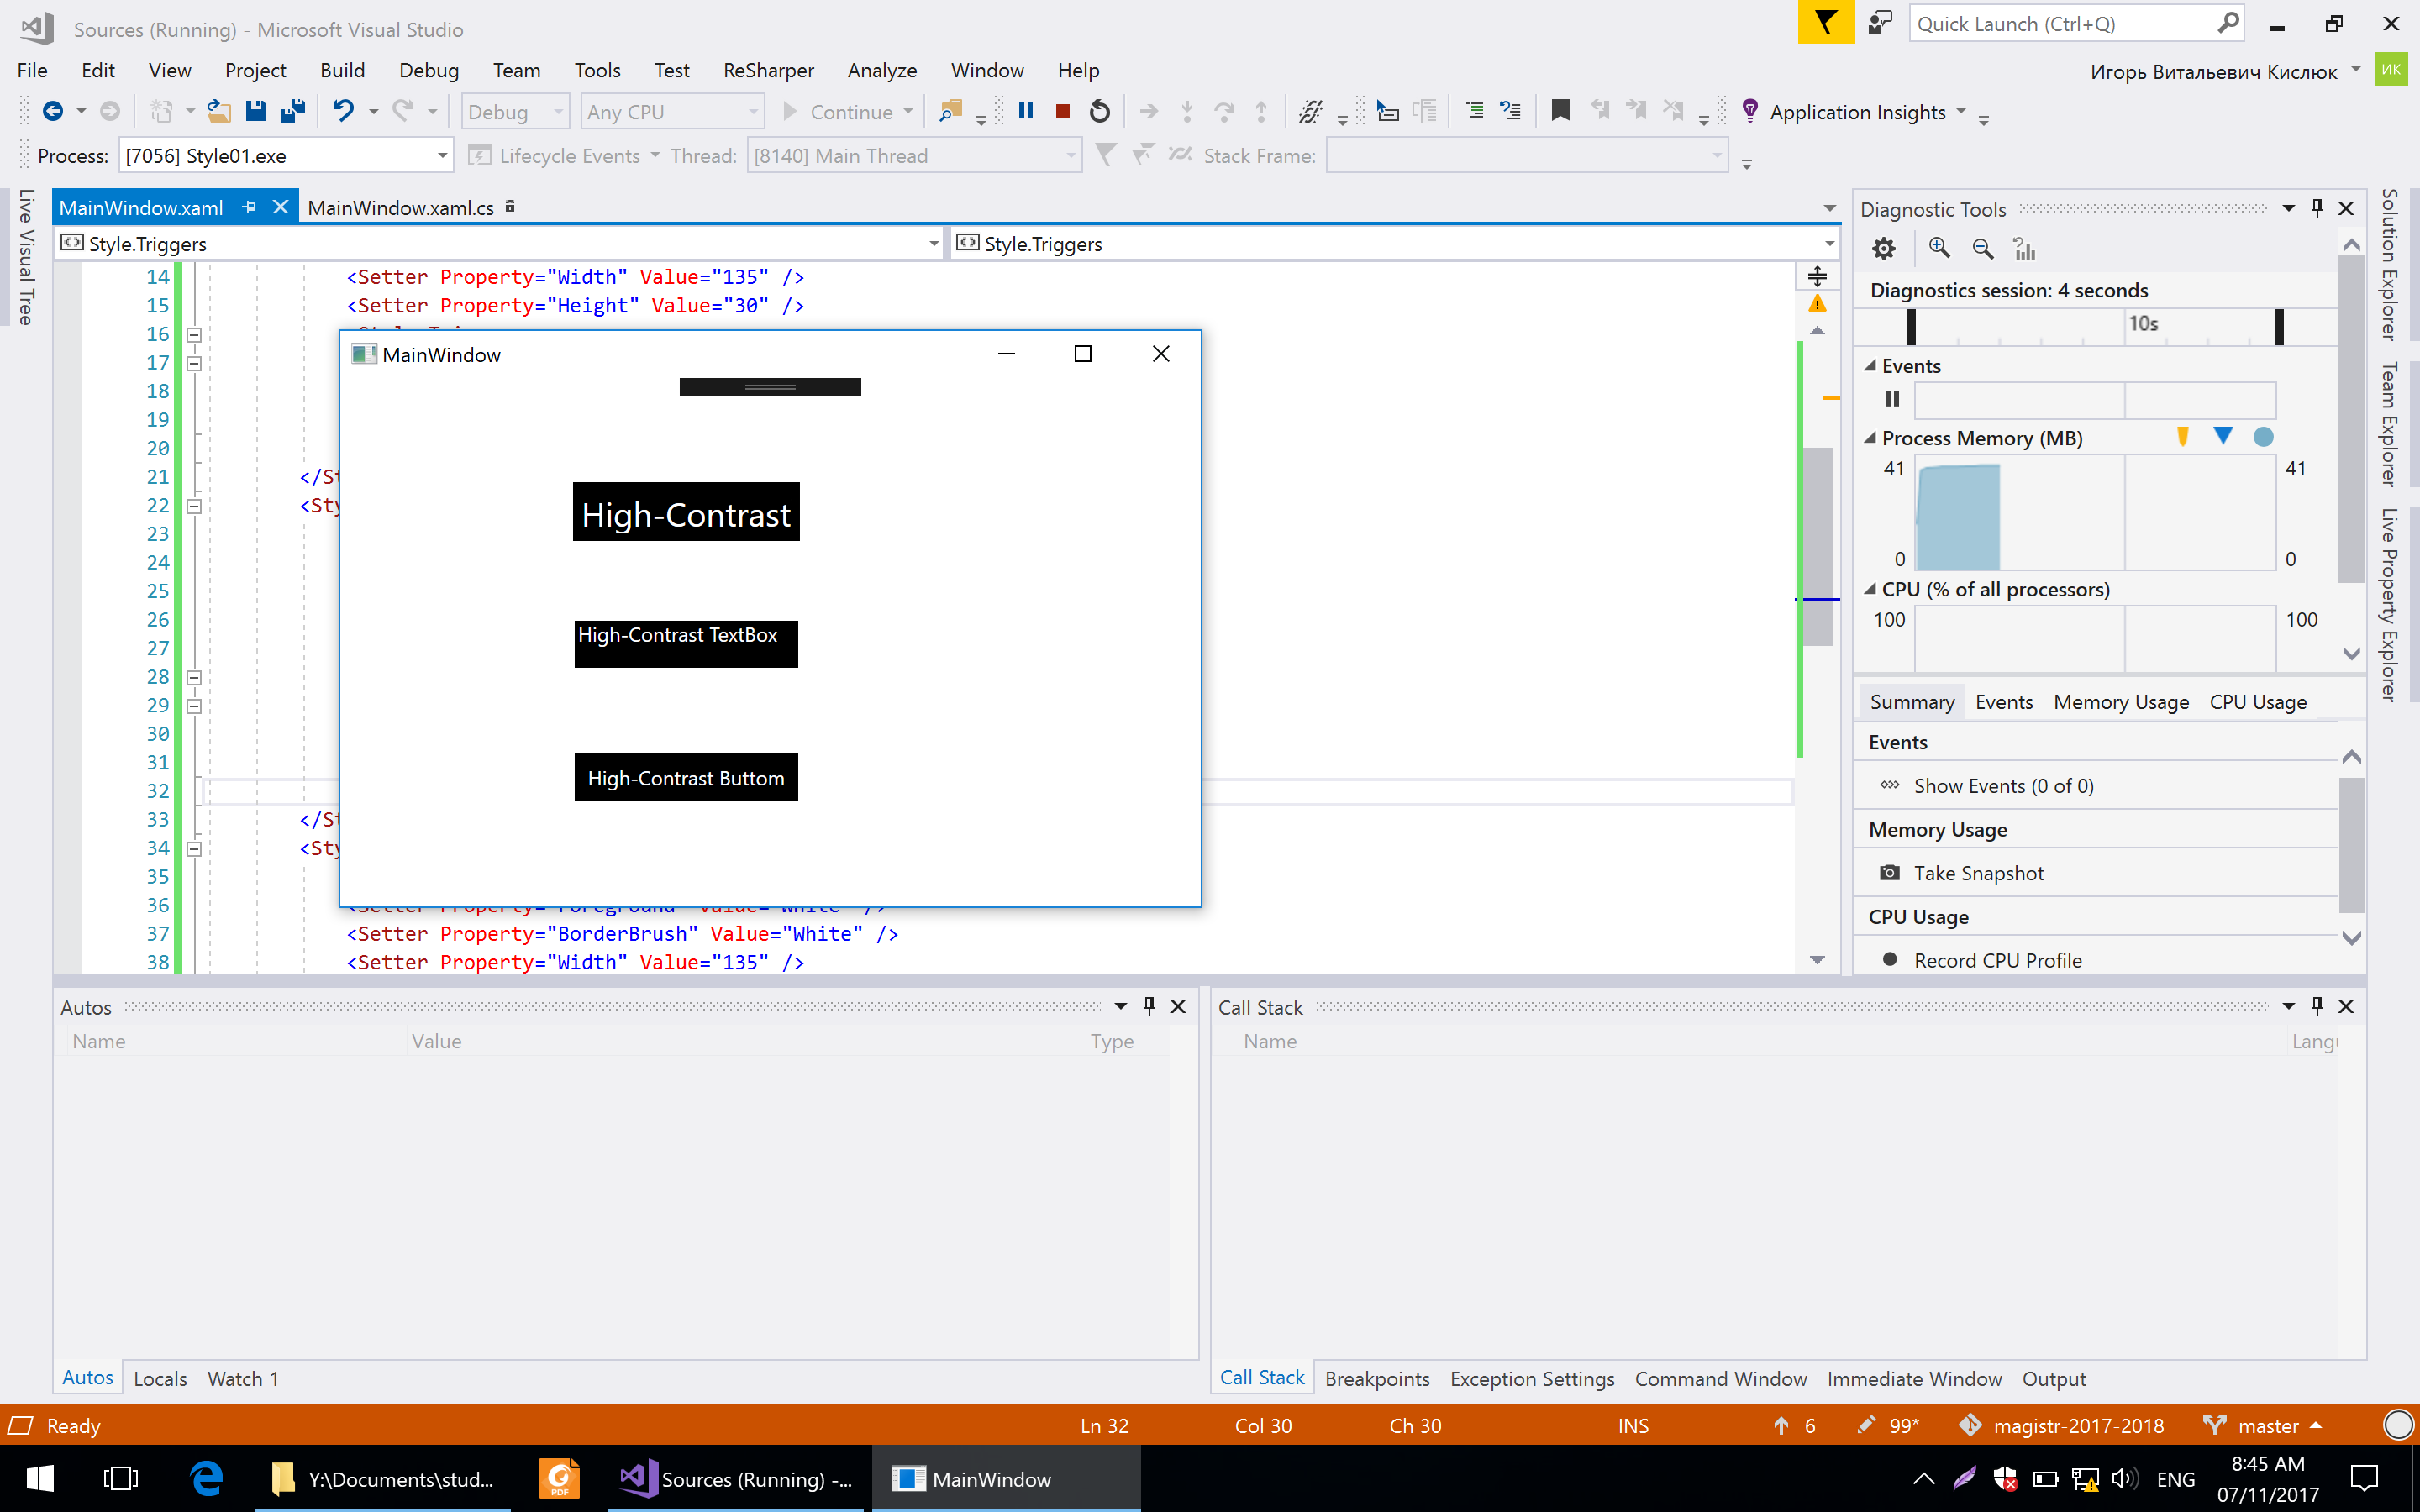 Sources (Running) - Microsoft Visual Studio
Quick Launch (Ctrl+Q)
File Edit View Project Build Debug Team Tools Test ReSharper Analyze Window Help
Игорь Витальевич Кислюк ИК
Debug Any CPU Continue Application Insights
Process: [7056] Style01.exe Lifecycle Events Thread: [8140] Main Thread Stack Frame:
Live Visual Tree
MainWindow.xaml MainWindow.xaml.cs
Style.Triggers Style.Triggers
14 <Setter Property="Width" Value="135" />
15 <Setter Property="Height" Value="30" />
16
17
18
19
20
21 </St
22 <Sty
23
24
25
26
27
28
29
30
31
32
33 </St
34 <Sty
35
36 <Setter Property="Foreground" Value="White" />
37 <Setter Property="BorderBrush" Value="White" />
38 <Setter Property="Width" Value="135" />
MainWindow
High-Contrast
High-Contrast TextBox
High-Contrast Buttom
Diagnostic Tools
Diagnostics session: 4 seconds
10s
Events
Process Memory (MB)
41 41
0 0
CPU (% of all processors)
100 100
Summary Events Memory Usage CPU Usage
Events
Show Events (0 of 0)
Memory Usage
Take Snapshot
CPU Usage
Record CPU Profile
Solution Explorer
Team Explorer
Live Property Explorer
Autos
Name Value Type
Autos Locals Watch 1
Call Stack
Name Langu
Call Stack Breakpoints Exception Settings Command Window Immediate Window Output
Ready Ln 32 Col 30 Ch 30 INS 6 99* magistr-2017-2018 master
Y:\Documents\stud... PDF Sources (Running) -... MainWindow ENG
8:45 AM
07/11/2017